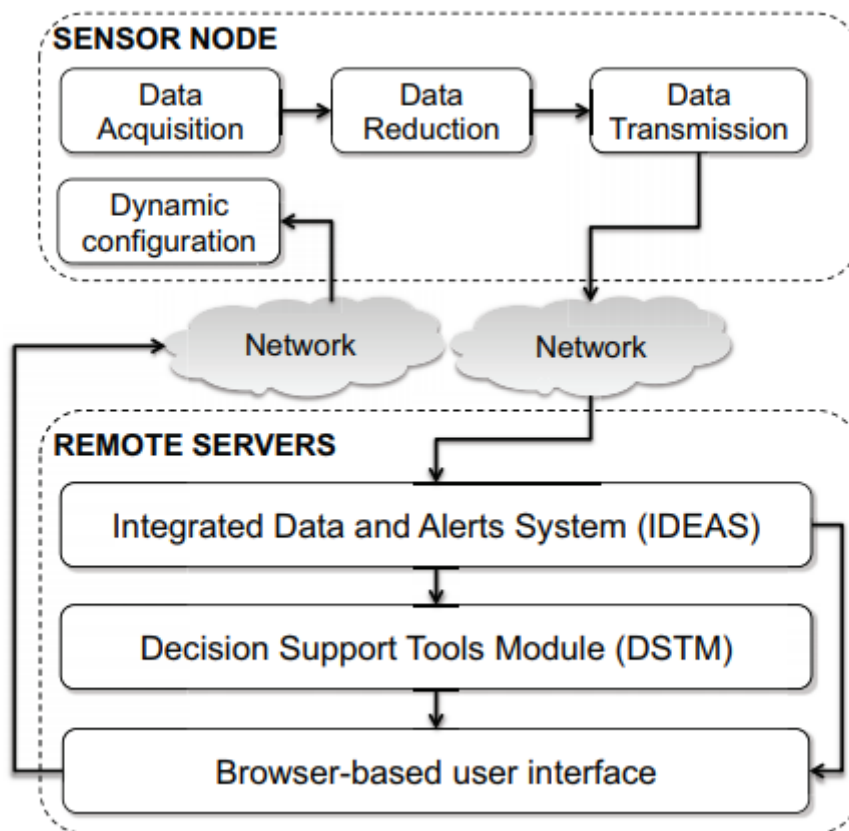 SENSOR NODE
Data
Acquisition
Data
Reduction
Data
Transmission
Dynamic
configuration
Network
Network
REMOTE SERVERS
Integrated Data and Alerts System (IDEAS)
Decision Support Tools Module (DSTM)
Browser-based user interface